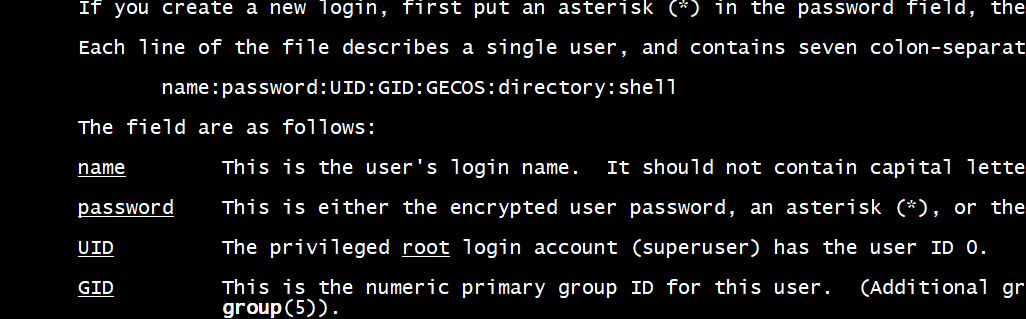 If you create a new login, first put an asterisk (*) in the password field, the
Each line of the file describes a single user, and contains seven colon-separat
name:password:UID:GID:GECOS:directory:shell
The field are as follows:
name This is the user's login name. It should not contain capital lette
password This is either the encrypted user password, an asterisk (*), or the
UID The privileged root login account (superuser) has the user ID 0.
GID This is the numeric primary group ID for this user. (Additional gr
group(5)).